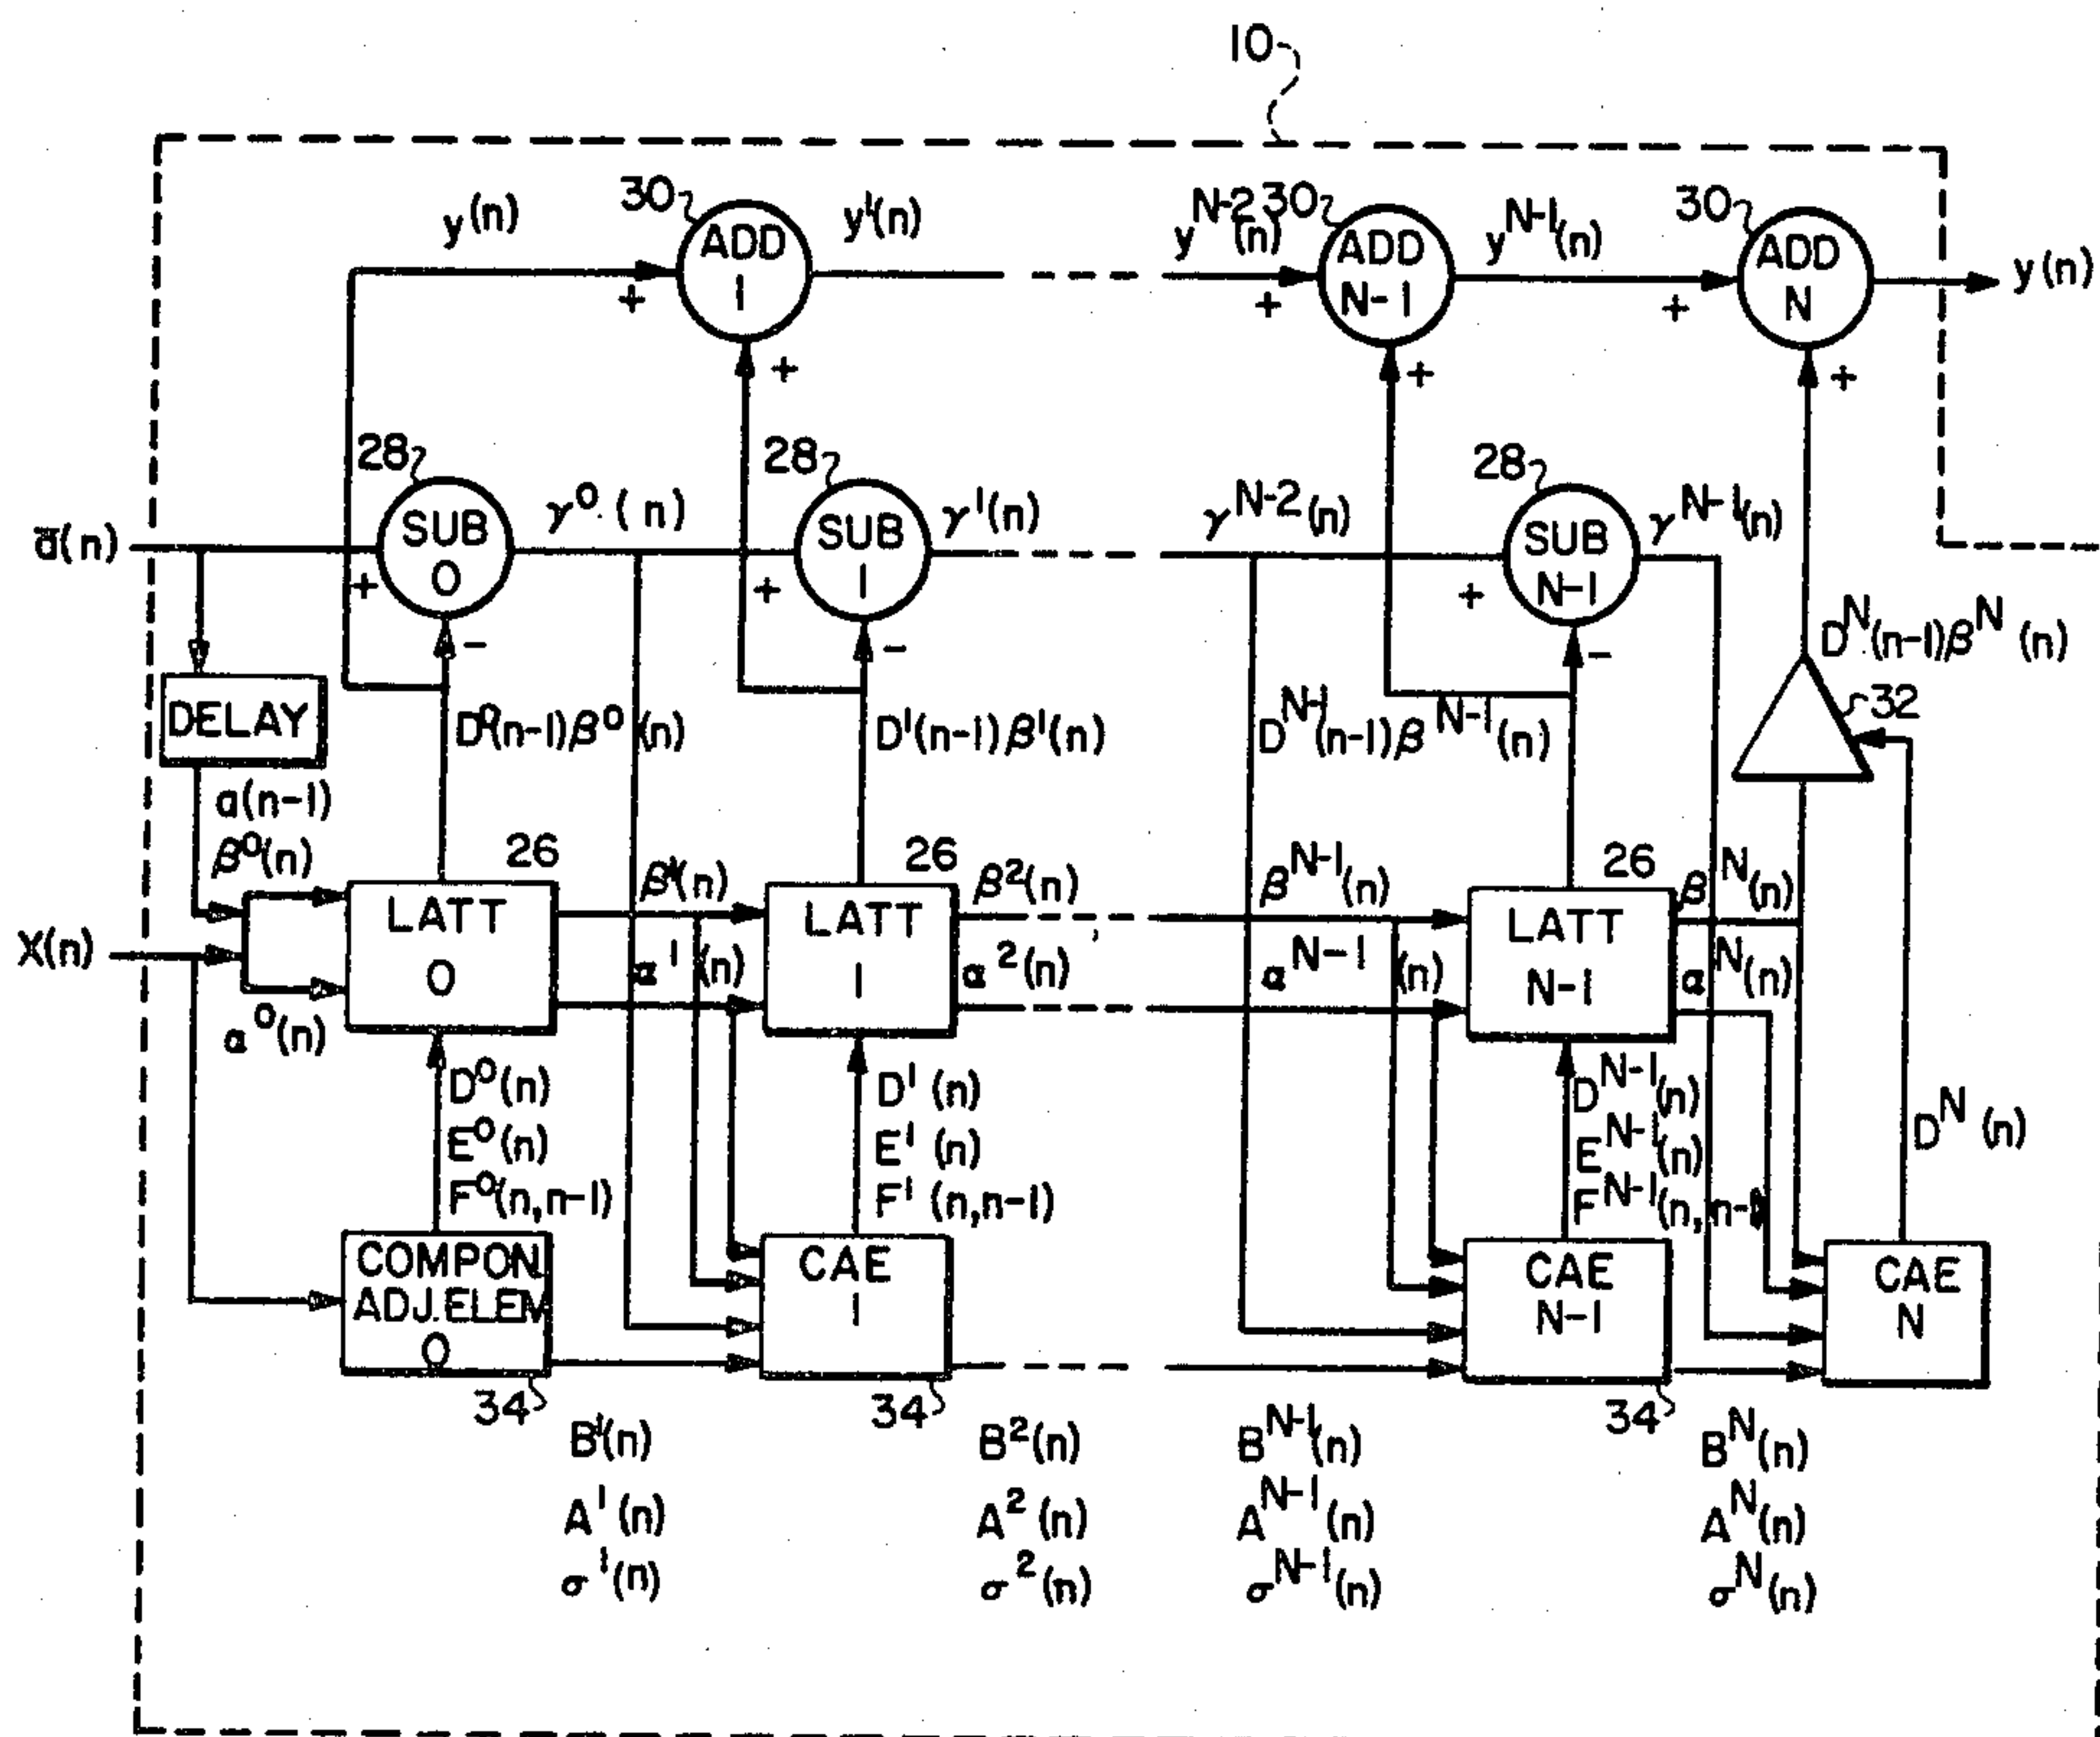 10
30
y(n)
ADD
1
y¹(n)
y^N-2(n)
30
ADD
N-1
y^N-1(n)
30
ADD
N
y(n)
+
+
+
+
+
+
+
28
SUB
0
γ⁰(n)
28
SUB
1
γ¹(n)
γ^N-2(n)
28
SUB
N-1
γ^N-1(n)
ā(n)
+
+
-
-
-
DELAY
D⁰(n-1)β⁰(n)
D¹(n-1)β¹(n)
D^N-1(n-1)β^N-1(n)
D^N(n-1)β^N(n)
32
a(n-1)
β⁰(n)
26
LATT
0
β¹(n)
α¹(n)
26
LATT
1
β²(n)
α²(n)
β^N-1(n)
α^N-1(n)
26
LATT
N-1
β^N(n)
α^N(n)
X(n)
α⁰(n)
D⁰(n)
E⁰(n)
F⁰(n,n-1)
D¹(n)
E¹(n)
F¹(n,n-1)
D^N-1(n)
E^N-1(n)
F^N-1(n,n-1)
D^N(n)
COMPON.
ADJ.ELEM
0
34
CAE
1
34
CAE
N-1
34
CAE
N
B¹(n)
A¹(n)
σ¹(n)
B²(n)
A²(n)
σ²(n)
B^N-1(n)
A^N-1(n)
σ^N-1(n)
B^N(n)
A^N(n)
σ^N(n)